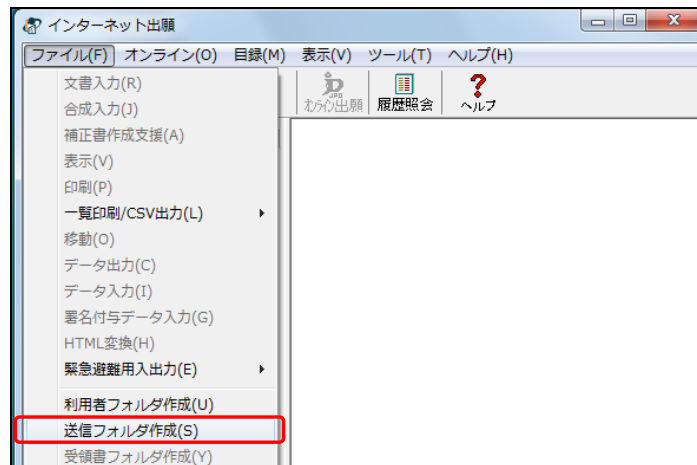 インターネット出願
ファイル(F) オンライン(O) 目録(M) 表示(V) ツール(T) ヘルプ(H)
文書入力(R)
合成入力(J)
補正書作成支援(A)
表示(V)
印刷(P)
一覧印刷/CSV出力(L)
移動(O)
データ出力(C)
データ入力(I)
署名付与データ入力(G)
HTML変換(H)
緊急避難用入出力(E)
利用者フォルダ作成(U)
送信フォルダ作成(S)
受領書フォルダ作成(Y)
JPO
オンライン出願 履歴照会 ヘルプ